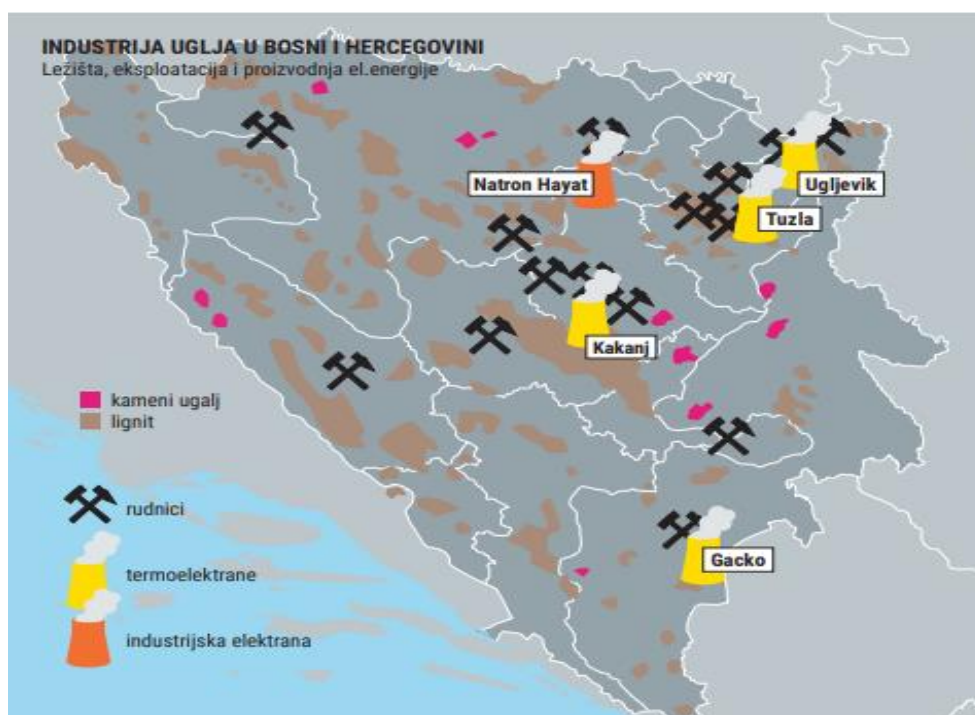 INDUSTRIJA UGLJA U BOSNI I HERCEGOVINI
Ležišta, eksploatacija i proizvodnja el.energije
Natron Hayat
Ugljevik
Tuzla
Kakanj
kameni ugalj
lignit
rudnici
Gacko
termoelektrane
industrijska elektrana